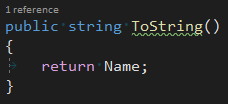 1 reference
public string ToString()
{
    return Name;
}